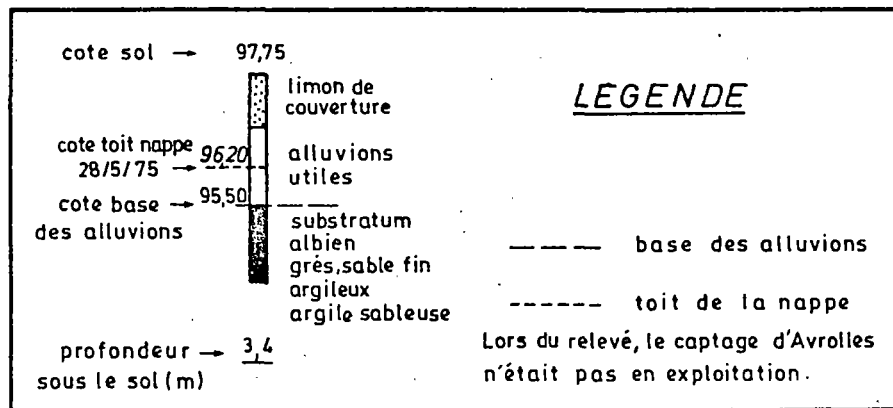 cote sol → 97,75
limon de
couverture
LEGENDE
cote toit nappe 96,20
28/5/75 →
alluvions
utiles
cote base → 95,50
des alluvions
substratum
albien
grés, sable fin
argileux
argile sableuse
base des alluvions
toit de la nappe
profondeur → 3,4
sous le sol (m)
Lors du relevé, le captage d'Avrolles
n'était pas en exploitation.